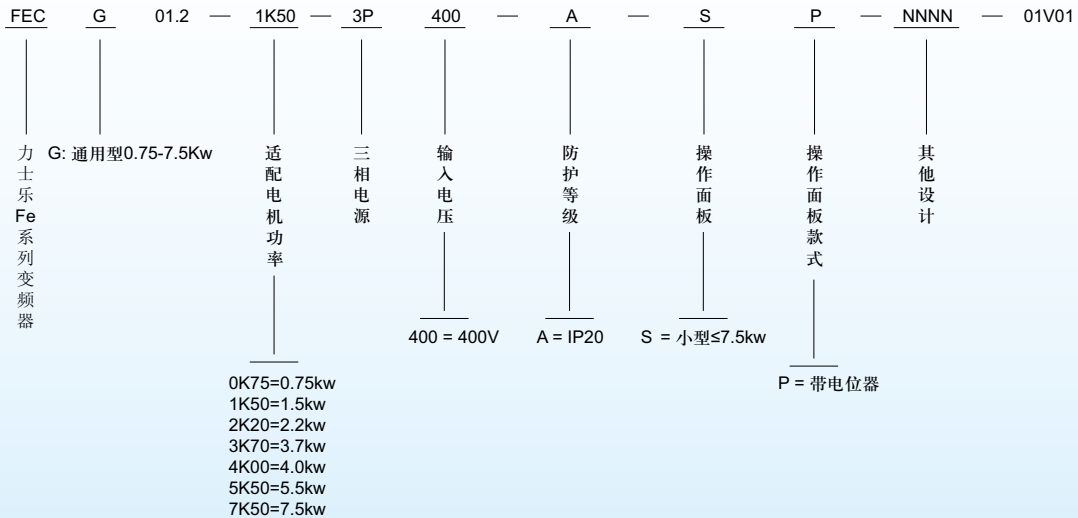 FEC G 01.2 — 1K50 — 3P 400 — A — S P — NNNN — 01V01
力士乐Fe系列变频器
G: 通用型0.75-7.5Kw
适配电机功率
三相电源
输入电压
防护等级
操作面板
操作面板款式
其他设计
400 = 400V
A = IP20
S = 小型≤7.5kw
P = 带电位器
0K75=0.75kw
1K50=1.5kw
2K20=2.2kw
3K70=3.7kw
4K00=4.0kw
5K50=5.5kw
7K50=7.5kw